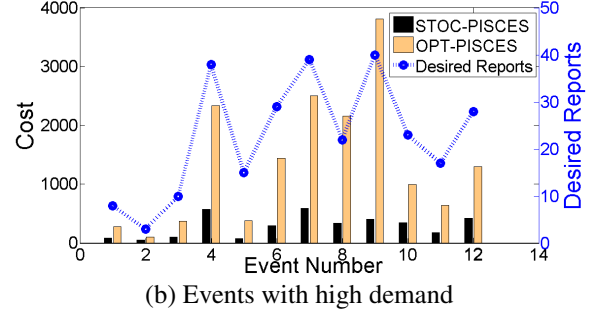 4000
3000
2000
1000
0
Cost
STOC-PISCES
OPT-PISCES
Desired Reports
50
40
30
20
10
0
Desired Reports
0 2 4 6 8 10 12 14
Event Number
(b) Events with high demand